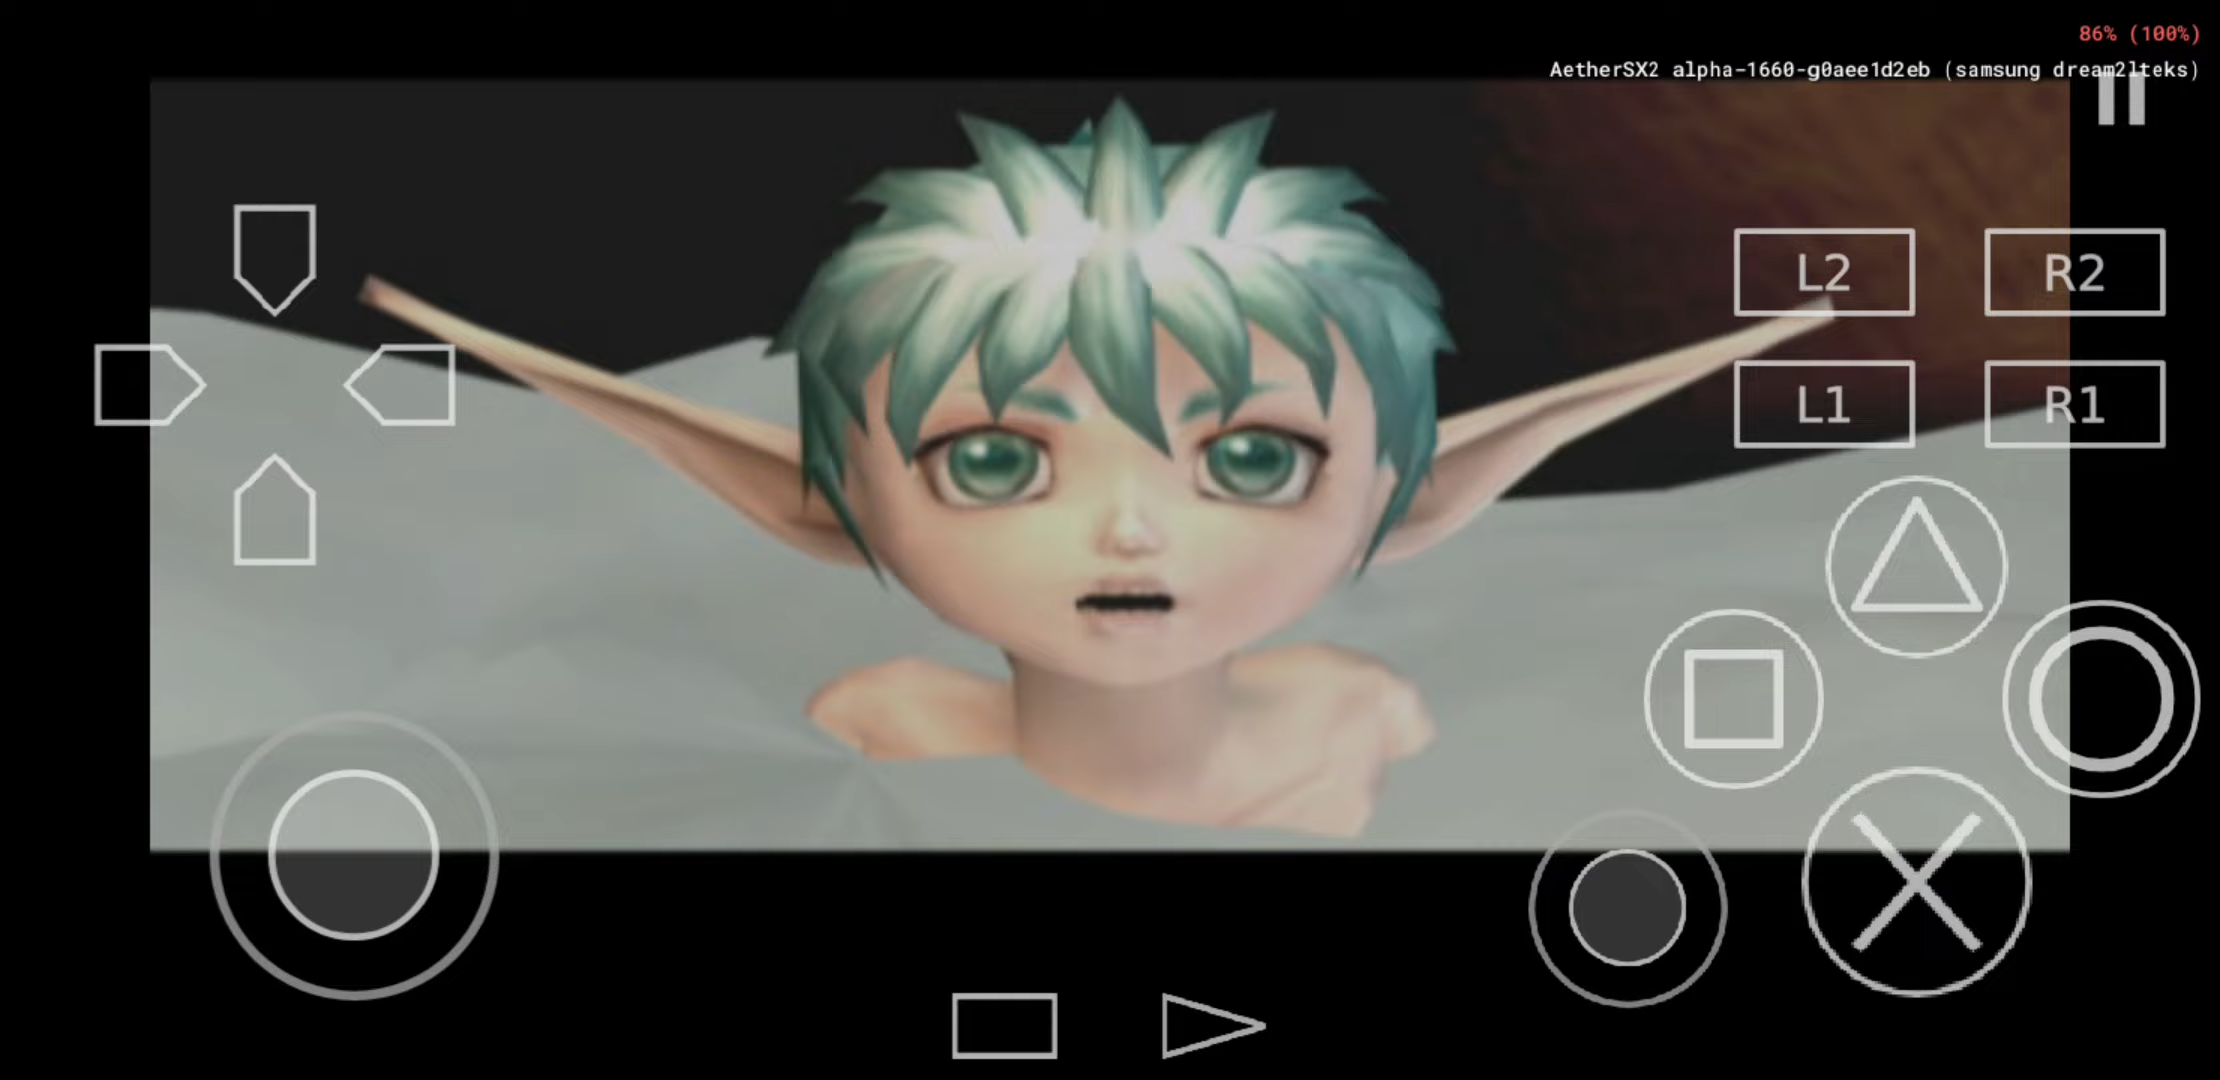 86% (100%)
AetherSX2 alpha-1660-g0aee1d2eb (samsung dream2lteks)
L2
R2
L1
R1